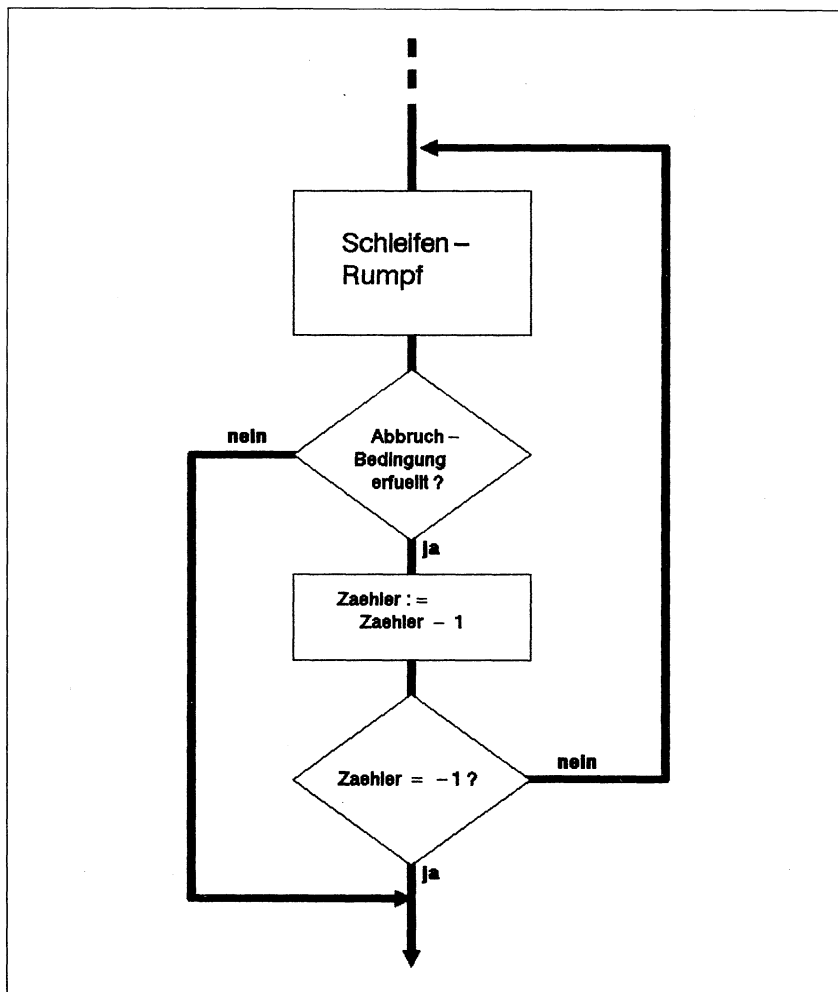 Schleifen –
Rumpf
nein
Abbruch –
Bedingung
erfuellt ?
ja
Zaehler : =
Zaehler – 1
Zaehler = –1 ?
nein
ja